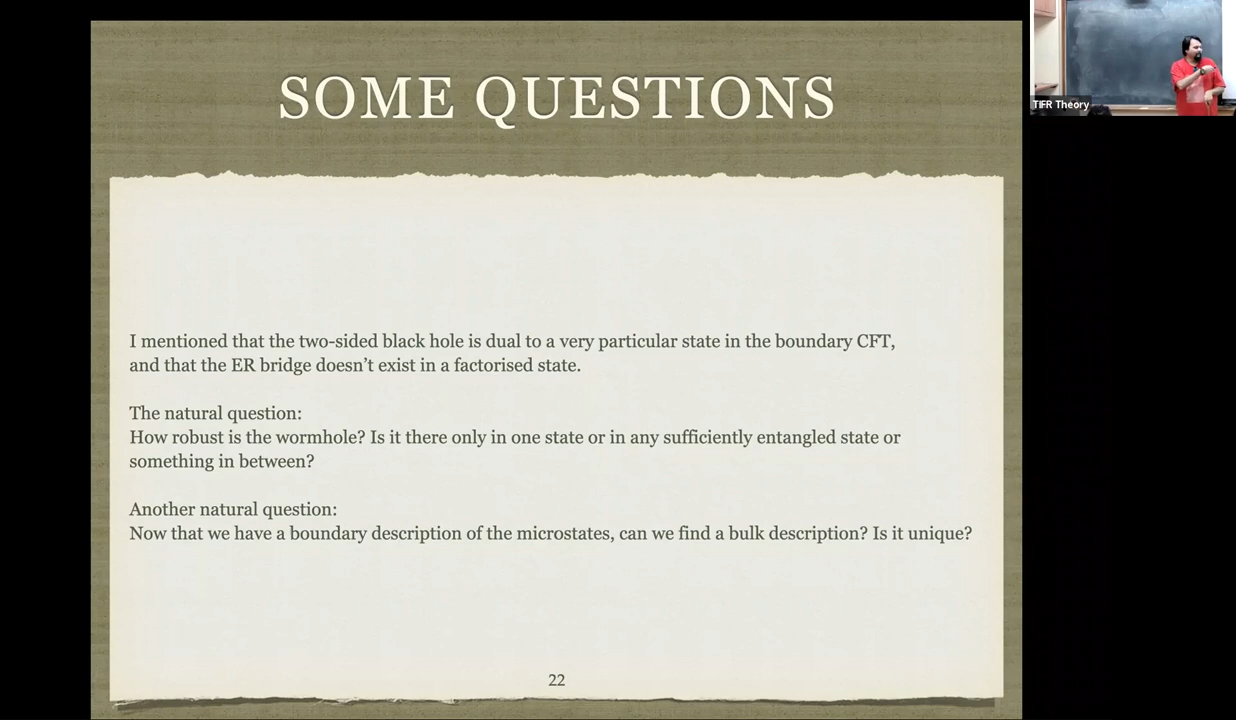 SOME QUESTIONS
TIFR Theory
I mentioned that the two-sided black hole is dual to a very particular state in the boundary CFT,
and that the ER bridge doesn’t exist in a factorised state.
The natural question:
How robust is the wormhole? Is it there only in one state or in any sufficiently entangled state or
something in between?
Another natural question:
Now that we have a boundary description of the microstates, can we find a bulk description? Is it unique?
22